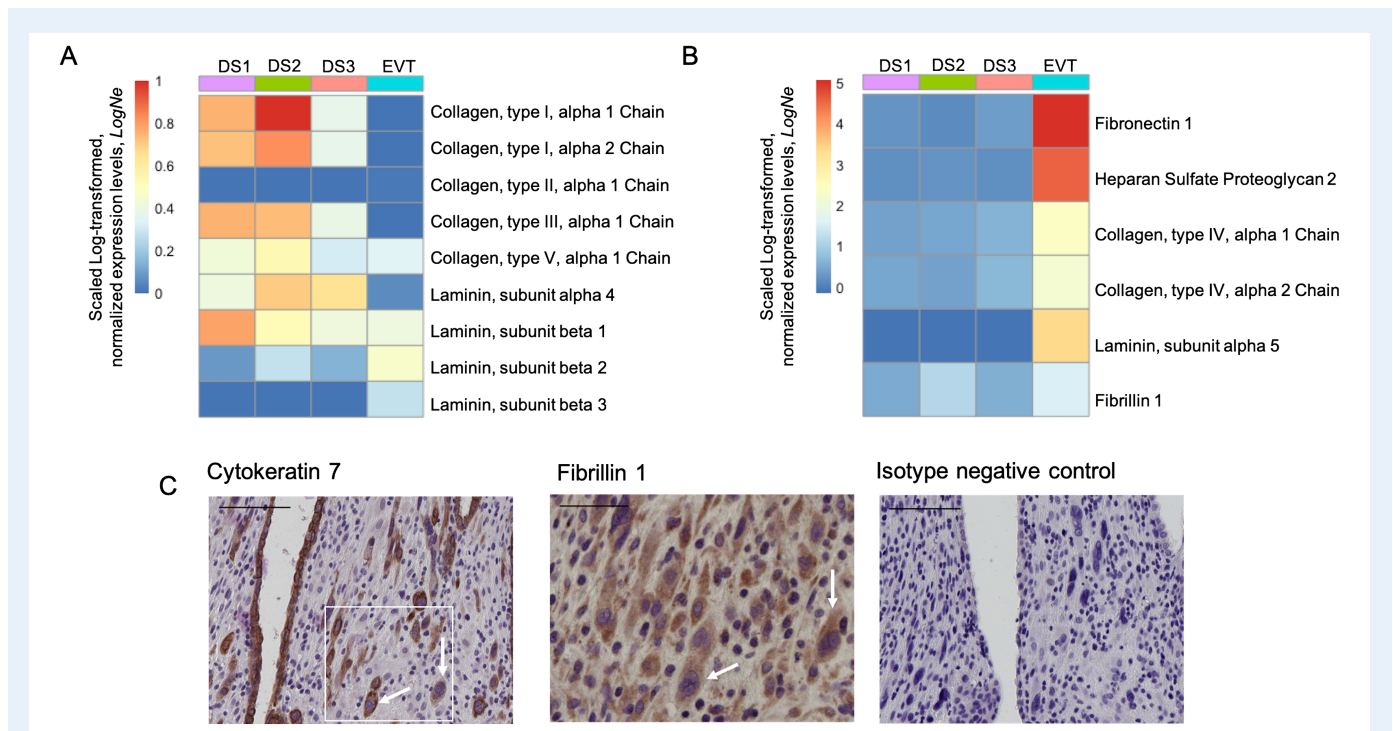 A
DS1 DS2 DS3 EVT
Scaled Log-transformed,
normalized expression levels, LogNe
1
0.8
0.6
0.4
0.2
0
Collagen, type I, alpha 1 Chain
Collagen, type I, alpha 2 Chain
Collagen, type II, alpha 1 Chain
Collagen, type III, alpha 1 Chain
Collagen, type V, alpha 1 Chain
Laminin, subunit alpha 4
Laminin, subunit beta 1
Laminin, subunit beta 2
Laminin, subunit beta 3
B
DS1 DS2 DS3 EVT
Scaled Log-transformed,
normalized expression levels, LogNe
5
4
3
2
1
0
Fibronectin 1
Heparan Sulfate Proteoglycan 2
Collagen, type IV, alpha 1 Chain
Collagen, type IV, alpha 2 Chain
Laminin, subunit alpha 5
Fibrillin 1
C
Cytokeratin 7
Fibrillin 1
Isotype negative control